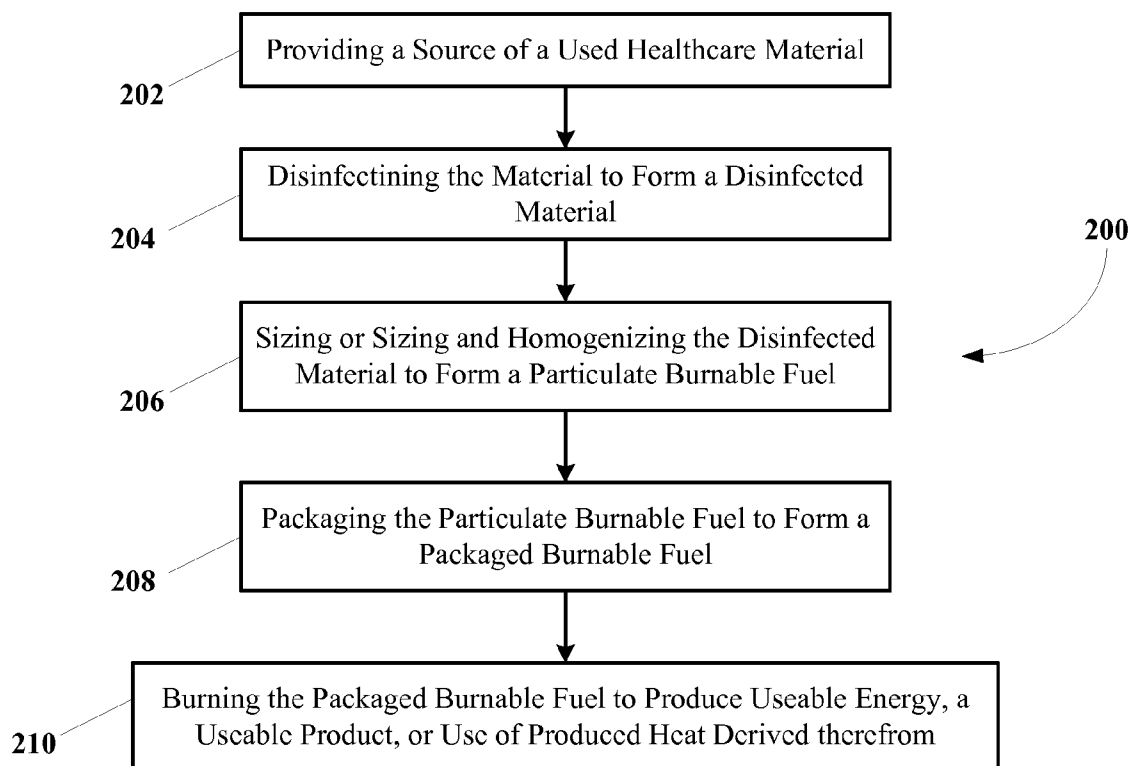 Providing a Source of a Used Healthcare Material
202
Disinfectining the Material to Form a Disinfected
Material
204
200
Sizing or Sizing and Homogenizing the Disinfected
Material to Form a Particulate Burnable Fuel
206
Packaging the Particulate Burnable Fuel to Form a
Packaged Burnable Fuel
208
Burning the Packaged Burnable Fuel to Produce Useable Energy, a
Useable Product, or Use of Produced Heat Derived therefrom
210